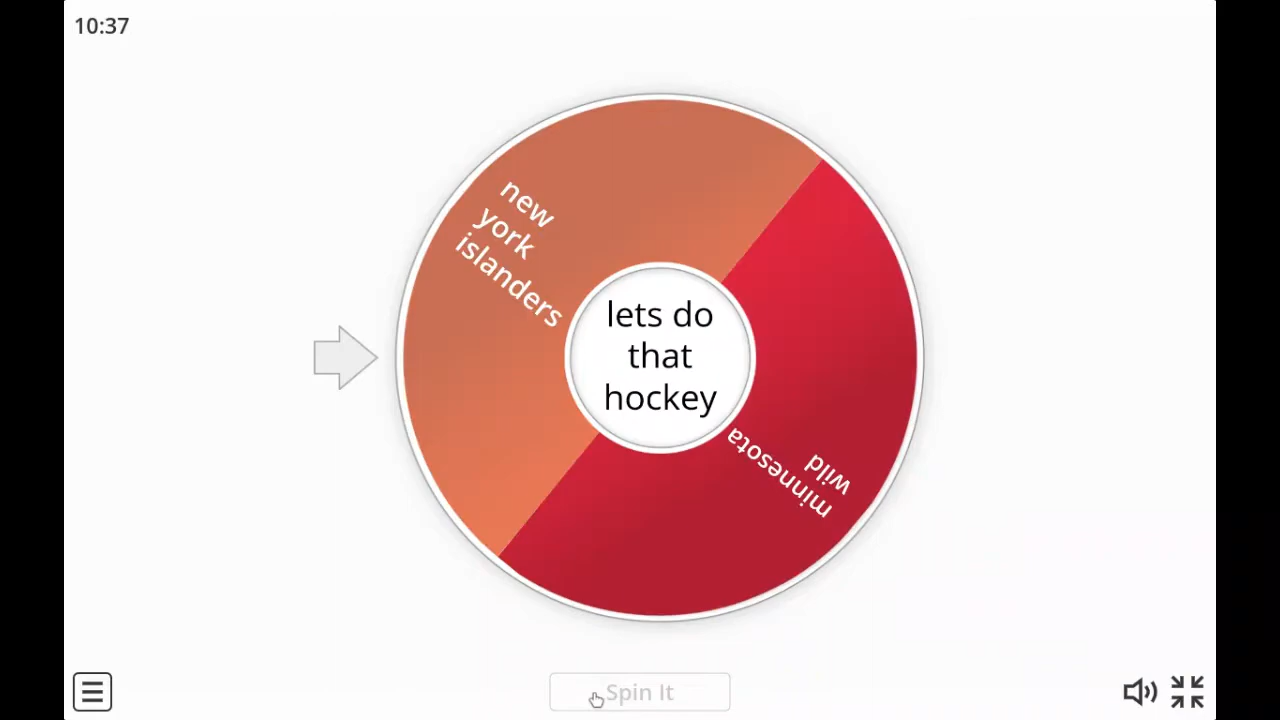 10:37
new
york
islanders
lets do
that
hockey
minnesota
wild
Spin It